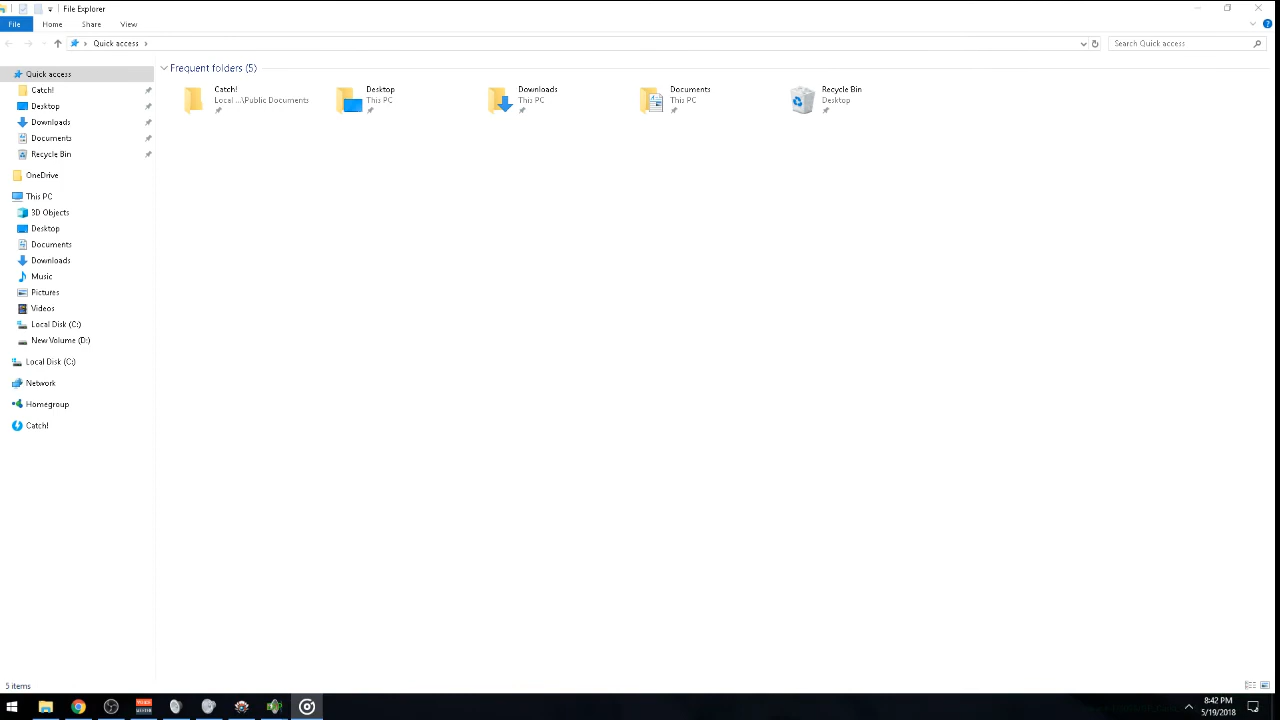 File Explorer
File Home Share View
Quick access
Search Quick access
Quick access
Catch!
Desktop
Downloads
Documents
Recycle Bin
OneDrive
This PC
3D Objects
Desktop
Documents
Downloads
Music
Pictures
Videos
Local Disk (C:)
New Volume (D:)
Local Disk (C:)
Network
Homegroup
Catch!
Frequent folders (5)
Catch!
Local ...\Public Documents
Desktop
This PC
Downloads
This PC
Documents
This PC
Recycle Bin
Desktop
5 items
8:42 PM
5/19/2018